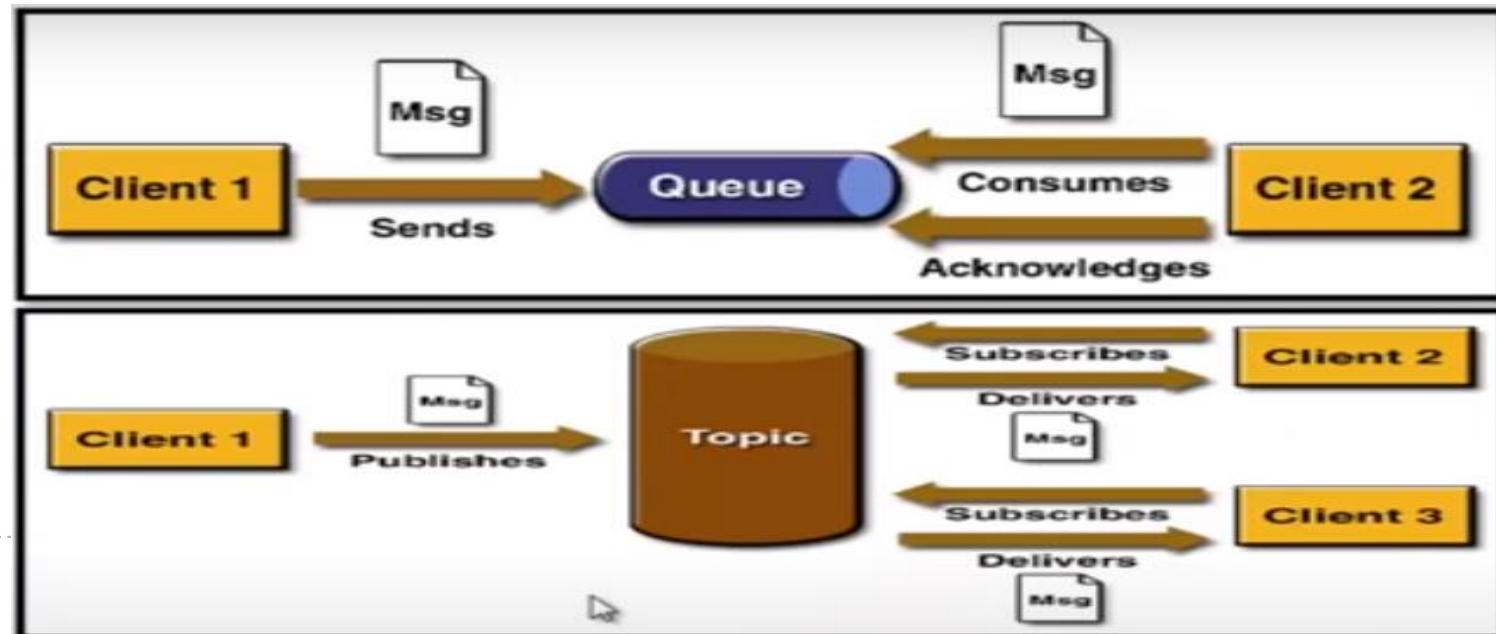 Msg
Msg
Client 1
Queue
Consumes
Client 2
Sends
Acknowledges
Subscribes
Client 2
Msg
Delivers
Client 1
Topic
Msg
Publishes
Subscribes
Client 3
Delivers
Msg